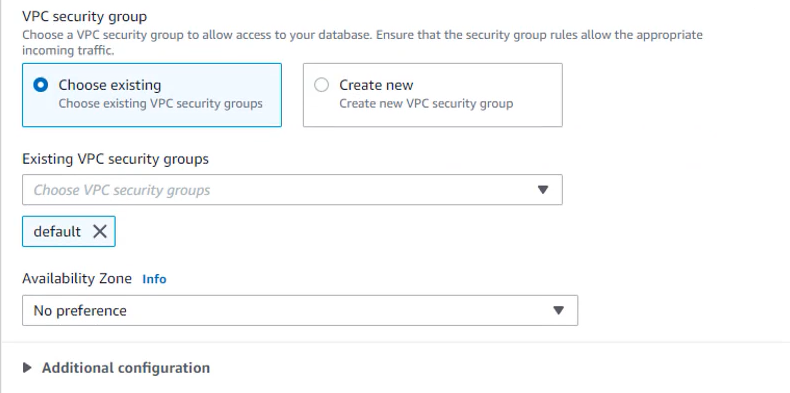 VPC security group
Choose a VPC security group to allow access to your database. Ensure that the security group rules allow the appropriate
incoming traffic.
Choose existing
Choose existing VPC security groups
Create new
Create new VPC security group
Existing VPC security groups
Choose VPC security groups
default
Availability Zone Info
No preference
Additional configuration